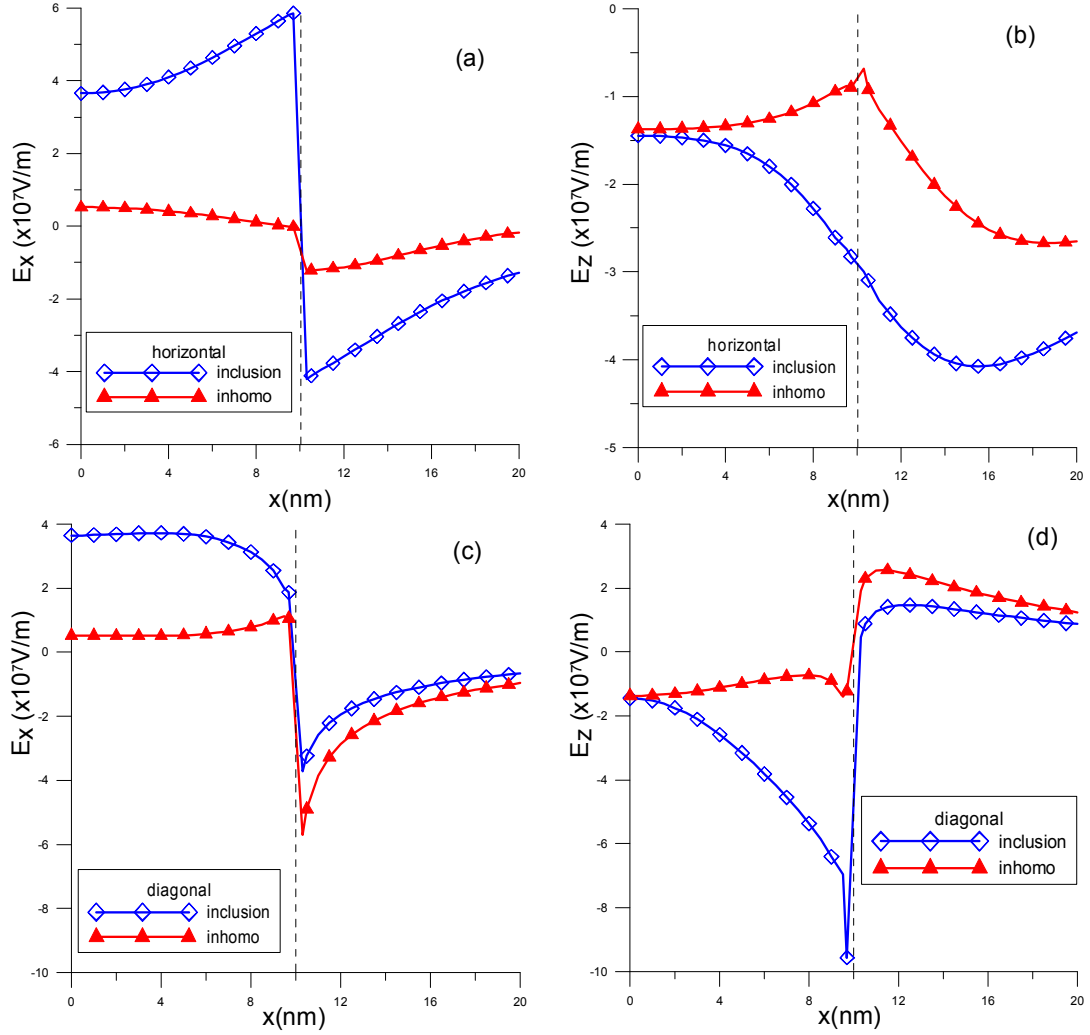 (a)
Ex (x10⁷V/m)
6
4
2
0
-2
-4
-6
horizontal
inclusion
inhomo
0 4 8 12 16 20
x(nm)
(b)
Ez (x10⁷V/m)
0
-1
-2
-3
-4
-5
horizontal
inclusion
inhomo
0 4 8 12 16 20
x(nm)
(c)
Ex (x10⁷V/m)
4
2
0
-2
-4
-6
-8
-10
diagonal
inclusion
inhomo
0 4 8 12 16 20
x(nm)
(d)
Ez (x10⁷V/m)
4
2
0
-2
-4
-6
-8
-10
diagonal
inclusion
inhomo
0 4 8 12 16 20
x(nm)